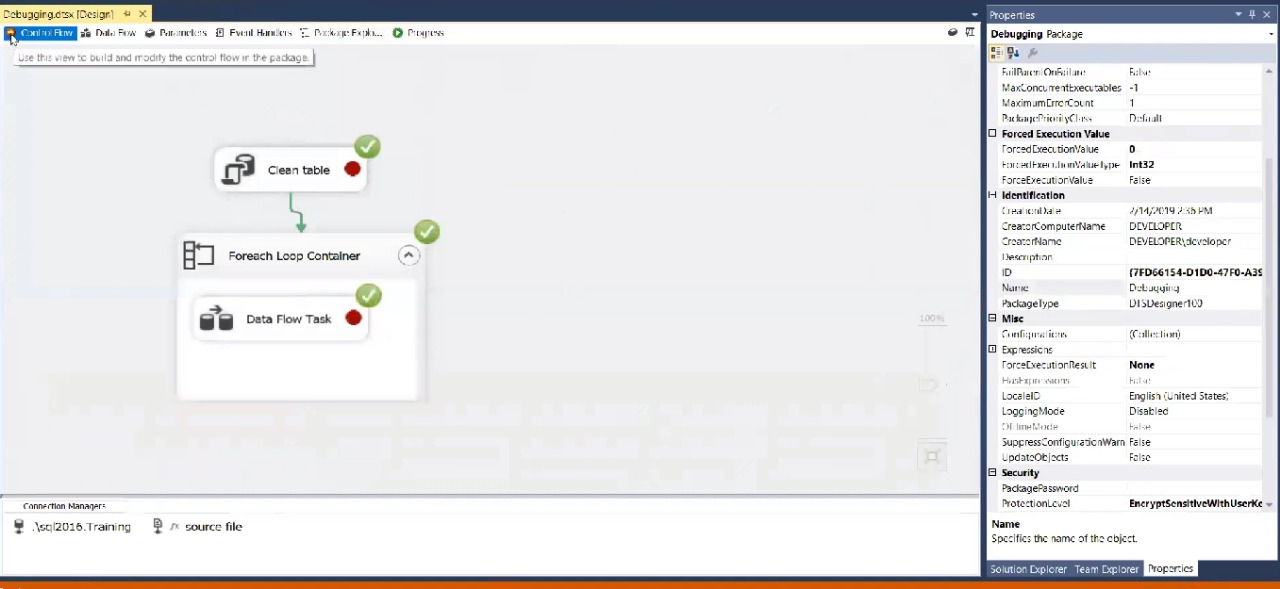 Debugging.dtsx [Design]
Control Flow Data Flow Parameters Event Handlers Package Explo... Progress
Use this view to build and modify the control flow in the package.
Clean table
Foreach Loop Container
Data Flow Task
100%
Connection Managers
.\sql2016.Training fx source file
Properties
Debugging Package
FailParentOnFailure False
MaxConcurrentExecutables -1
MaximumErrorCount 1
PackagePriorityClass Default
Forced Execution Value
ForcedExecutionValue 0
ForcedExecutionValueType Int32
ForceExecutionValue False
Identification
CreationDate 2/14/2019 2:36 PM
CreatorComputerName DEVELOPER
CreatorName DEVELOPER\developer
Description
ID {7FD66154-D1D0-47F0-A39
Name Debugging
PackageType DTSDesigner100
Misc
Configurations (Collection)
Expressions
ForceExecutionResult None
HasExpressions False
LocaleID English (United States)
LoggingMode Disabled
OfflineMode False
SuppressConfigurationWarn False
UpdateObjects False
Security
PackagePassword
ProtectionLevel EncryptSensitiveWithUserKe
Name
Specifies the name of the object.
Solution Explorer Team Explorer Properties